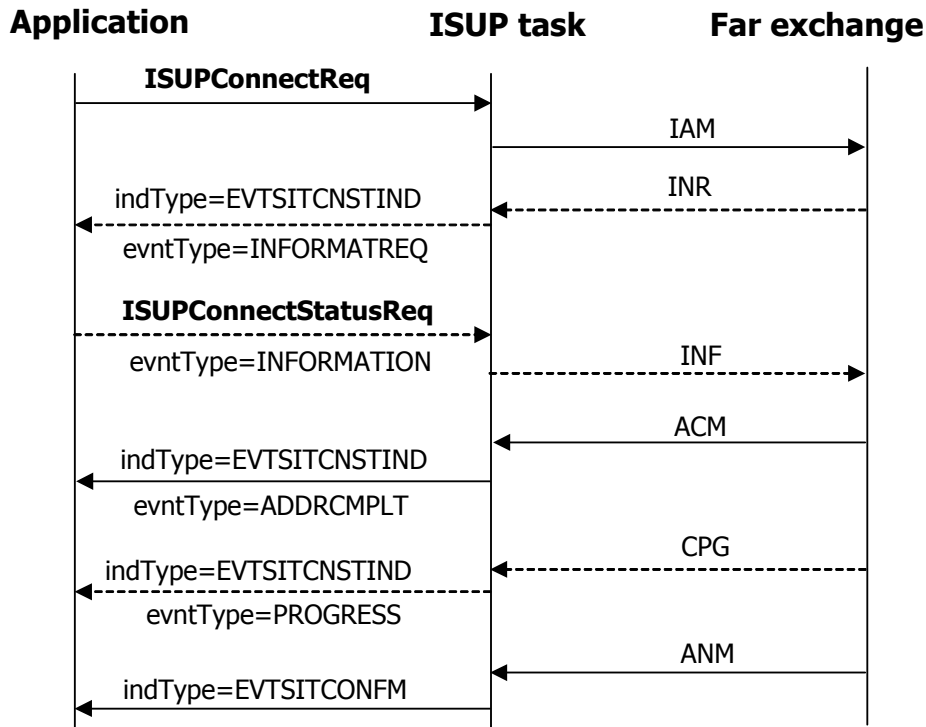 Application
ISUP task
Far exchange
ISUPConnectReq
IAM
INR
indType=EVTSITCNSTIND
evntType=INFORMATREQ
ISUPConnectStatusReq
evntType=INFORMATION
INF
ACM
indType=EVTSITCNSTIND
evntType=ADDRCMPLT
CPG
indType=EVTSITCNSTIND
evntType=PROGRESS
ANM
indType=EVTSITCONFM